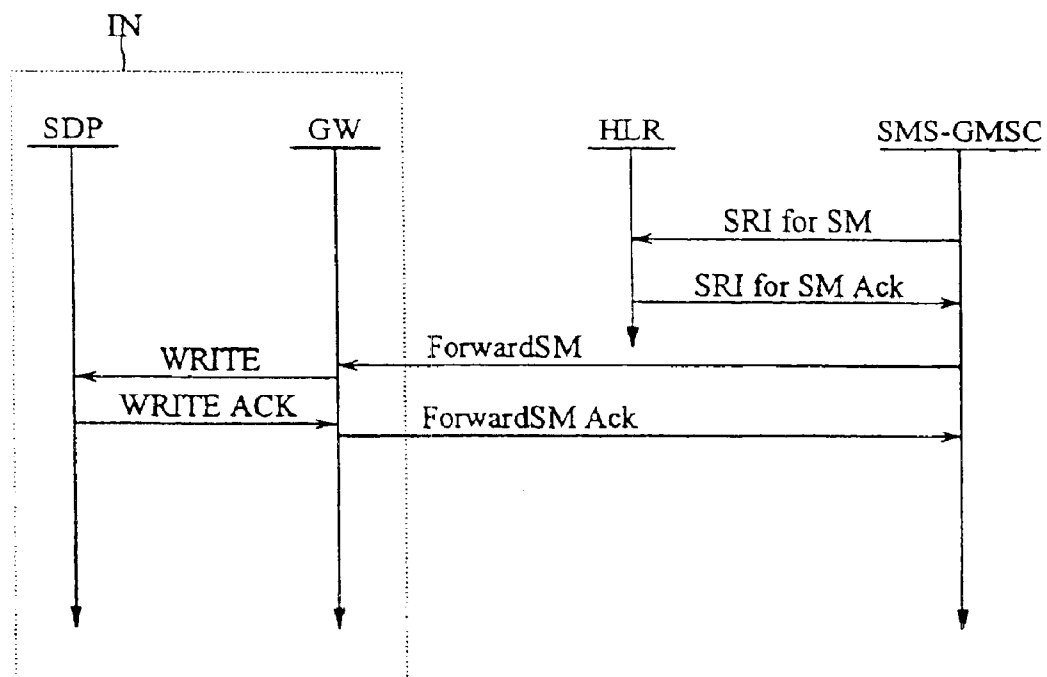 IN
SDP
GW
HLR
SMS-GMSC
SRI for SM
SRI for SM Ack
ForwardSM
WRITE
WRITE ACK
ForwardSM Ack